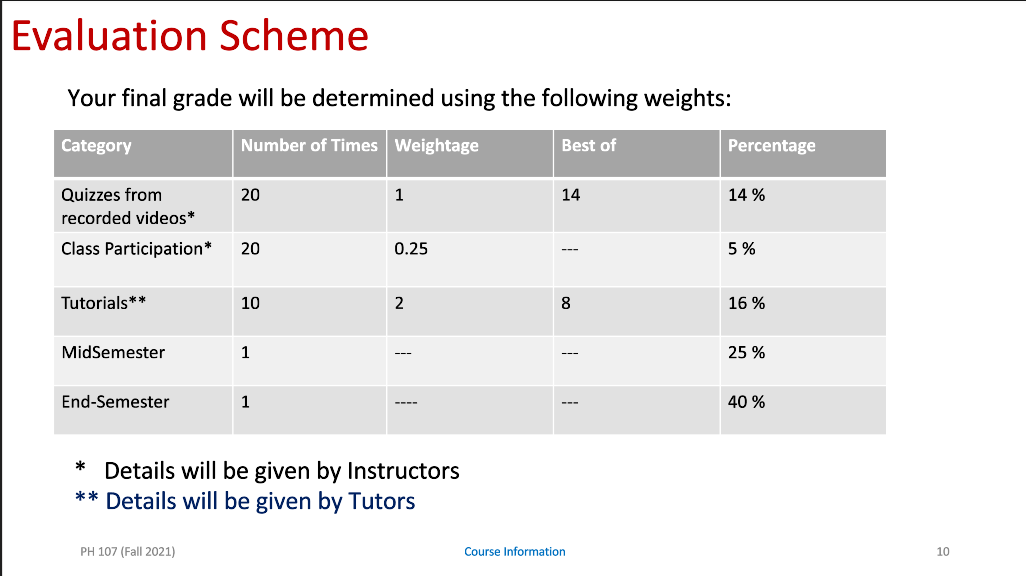 Evaluation Scheme
Your final grade will be determined using the following weights:
Category Number of Times Weightage Best of Percentage
Quizzes from
recorded videos* 20 1 14 14 %
Class Participation* 20 0.25 --- 5 %
Tutorials** 10 2 8 16 %
MidSemester 1 --- --- 25 %
End-Semester 1 ---- --- 40 %
* Details will be given by Instructors
** Details will be given by Tutors
PH 107 (Fall 2021) Course Information 10